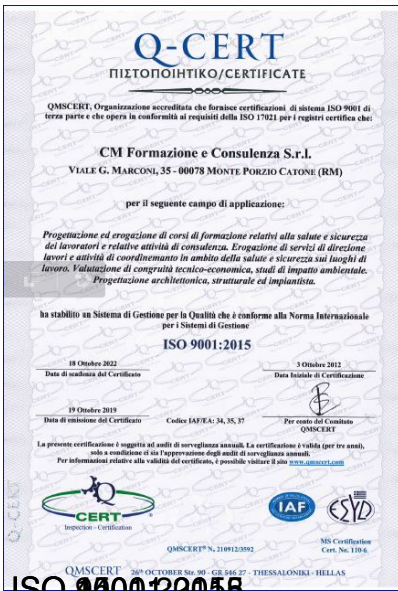 Q-CERT
ΠΙΣΤΟΠΟΙΗΤΙΚΟ/CERTIFICATE
QMSCERT, Organizzazione accreditata che fornisce certificazioni di sistema ISO 9001 di
terza parte e che opera in conformità ai requisiti della ISO 17021 per i registri certifica che:
CM Formazione e Consulenza S.r.l.
VIALE G. MARCONI, 35 - 00078 MONTE PORZIO CATONE (RM)
per il seguente campo di applicazione:
Progettazione ed erogazione di corsi di formazione relativi alla salute e sicurezza
dei lavoratori e relative attività di consulenza. Erogazione di servizi di direzione
lavori e attività di coordinemanto in ambito della salute e sicurezza sui luoghi di
lavoro. Valutazione di congruità tecnico-economica, studi di impatto ambientale.
Progettazione architettonica, strutturale ed impiantista.
ha stabilito un Sistema di Gestione per la Qualità che è conforme alla Norma Internazionale
per i Sistemi di Gestione
ISO 9001:2015
18 Ottobre 2022
Data di scadenza del Certificato
3 Ottobre 2012
Data Iniziale di Certificazione
19 Ottobre 2019
Data di emissione del Certificato
Codice IAF/EA: 34, 35, 37
Per conto del Comitato
QMSCERT
La presente certificazione è soggetta ad audit di sorveglianza annuali. La certificazione è valida (per tre anni),
solo a condizione ci sia l'approvazione degli audit di sorveglianza annuali.
Per informazioni relative alla validità del certificato, è possibile visitare il sito www.qmscert.com
Q-CERT
CERT
Inspection - Certification
IAF
ESYD
MS Certification
Cert. No. 110-6
QMSCERT® N. 210912/3592
QMSCERT 26th OCTOBER Str. 90 - GR 546 27 - THESSALONIKI - HELLAS
ISO